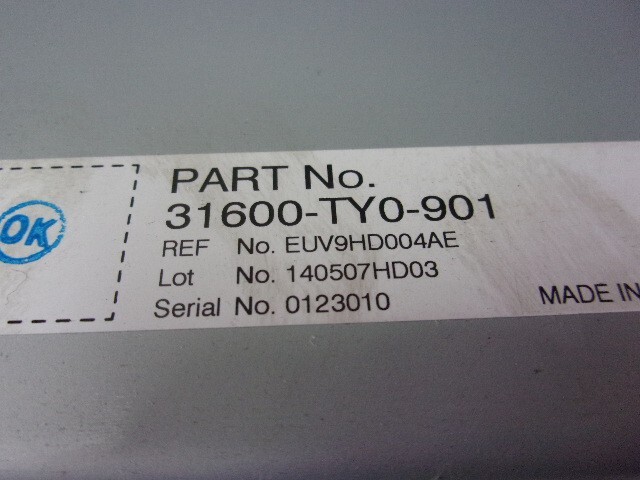 PART No.
31600-TY0-901
REF No. EUV9HD004AE
Lot No. 140507HD03
Serial No. 0123010
OK
MADE IN